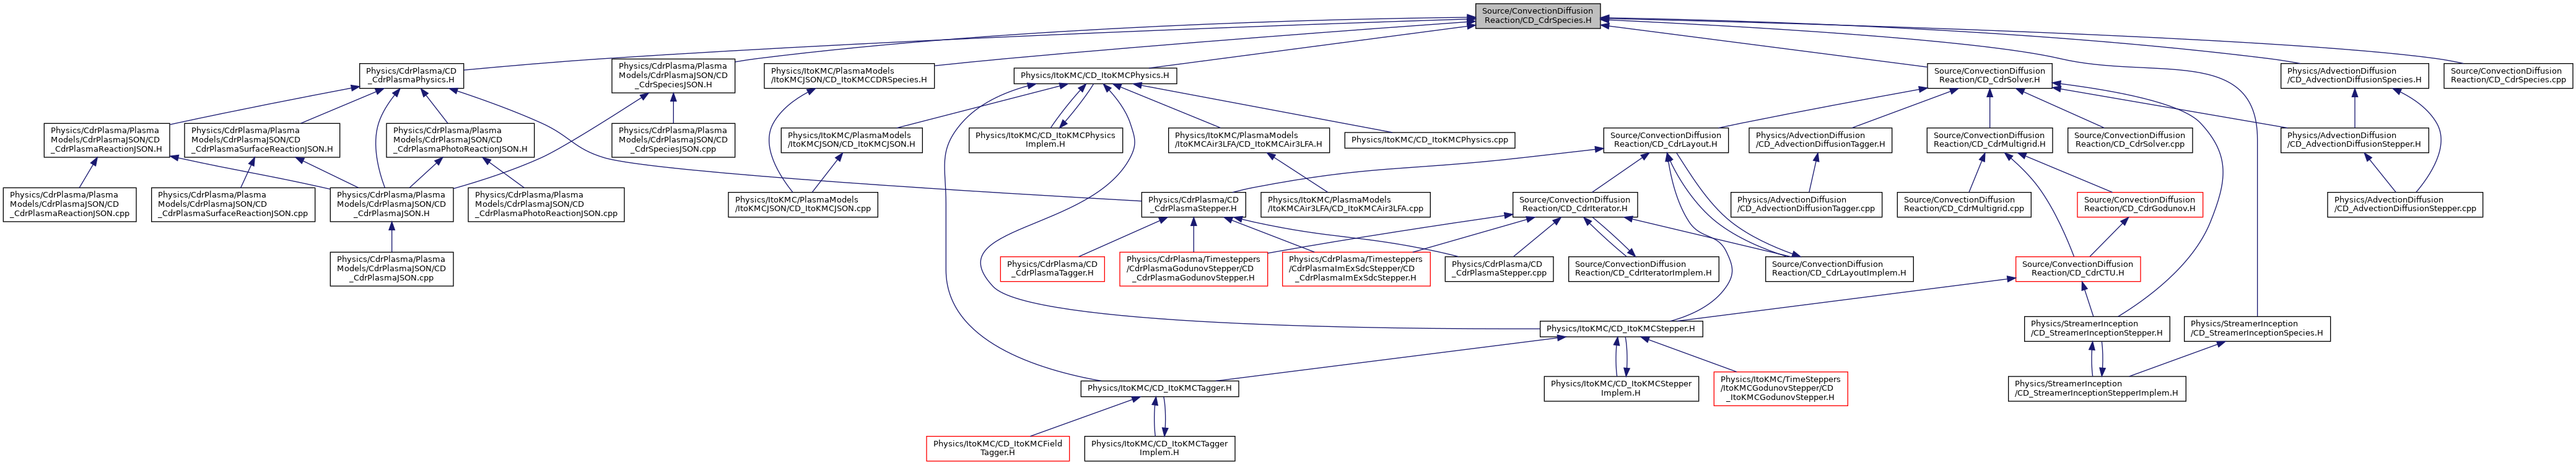 Source/ConvectionDiffusion
Reaction/CD_CdrSpecies.H
Physics/CdrPlasma/CD
_CdrPlasmaPhysics.H
Physics/CdrPlasma/Plasma
Models/CdrPlasmaJSON/CD
_CdrSpeciesJSON.H
Physics/ItoKMC/PlasmaModels
/ItoKMCJSON/CD_ItoKMCCDRSpecies.H
Physics/ItoKMC/CD_ItoKMCPhysics.H
Source/ConvectionDiffusion
Reaction/CD_CdrSolver.H
Physics/AdvectionDiffusion
/CD_AdvectionDiffusionSpecies.H
Source/ConvectionDiffusion
Reaction/CD_CdrSpecies.cpp
Physics/CdrPlasma/Plasma
Models/CdrPlasmaJSON/CD
_CdrPlasmaReactionJSON.H
Physics/CdrPlasma/Plasma
Models/CdrPlasmaJSON/CD
_CdrPlasmaSurfaceReactionJSON.H
Physics/CdrPlasma/Plasma
Models/CdrPlasmaJSON/CD
_CdrPlasmaPhotoReactionJSON.H
Physics/CdrPlasma/Plasma
Models/CdrPlasmaJSON/CD
_CdrSpeciesJSON.cpp
Physics/ItoKMC/PlasmaModels
/ItoKMCJSON/CD_ItoKMCJSON.H
Physics/ItoKMC/CD_ItoKMCPhysics
Implem.H
Physics/ItoKMC/PlasmaModels
/ItoKMCAir3LFA/CD_ItoKMCAir3LFA.H
Physics/ItoKMC/CD_ItoKMCPhysics.cpp
Source/ConvectionDiffusion
Reaction/CD_CdrLayout.H
Physics/AdvectionDiffusion
/CD_AdvectionDiffusionTagger.H
Source/ConvectionDiffusion
Reaction/CD_CdrMultigrid.H
Source/ConvectionDiffusion
Reaction/CD_CdrSolver.cpp
Physics/AdvectionDiffusion
/CD_AdvectionDiffusionStepper.H
Physics/CdrPlasma/Plasma
Models/CdrPlasmaJSON/CD
_CdrPlasmaReactionJSON.cpp
Physics/CdrPlasma/Plasma
Models/CdrPlasmaJSON/CD
_CdrPlasmaSurfaceReactionJSON.cpp
Physics/CdrPlasma/Plasma
Models/CdrPlasmaJSON/CD
_CdrPlasmaJSON.H
Physics/CdrPlasma/Plasma
Models/CdrPlasmaJSON/CD
_CdrPlasmaPhotoReactionJSON.cpp
Physics/ItoKMC/PlasmaModels
/ItoKMCJSON/CD_ItoKMCJSON.cpp
Physics/CdrPlasma/CD
_CdrPlasmaStepper.H
Physics/ItoKMC/PlasmaModels
/ItoKMCAir3LFA/CD_ItoKMCAir3LFA.cpp
Source/ConvectionDiffusion
Reaction/CD_CdrIterator.H
Physics/AdvectionDiffusion
/CD_AdvectionDiffusionTagger.cpp
Source/ConvectionDiffusion
Reaction/CD_CdrMultigrid.cpp
Source/ConvectionDiffusion
Reaction/CD_CdrGodunov.H
Physics/AdvectionDiffusion
/CD_AdvectionDiffusionStepper.cpp
Physics/CdrPlasma/Plasma
Models/CdrPlasmaJSON/CD
_CdrPlasmaJSON.cpp
Physics/CdrPlasma/CD
_CdrPlasmaTagger.H
Physics/CdrPlasma/Timesteppers
/CdrPlasmaGodunovStepper/CD
_CdrPlasmaGodunovStepper.H
Physics/CdrPlasma/Timesteppers
/CdrPlasmaImExSdcStepper/CD
_CdrPlasmaImExSdcStepper.H
Physics/CdrPlasma/CD
_CdrPlasmaStepper.cpp
Source/ConvectionDiffusion
Reaction/CD_CdrIteratorImplem.H
Source/ConvectionDiffusion
Reaction/CD_CdrLayoutImplem.H
Source/ConvectionDiffusion
Reaction/CD_CdrCTU.H
Physics/ItoKMC/CD_ItoKMCStepper.H
Physics/StreamerInception
/CD_StreamerInceptionStepper.H
Physics/StreamerInception
/CD_StreamerInceptionSpecies.H
Physics/ItoKMC/CD_ItoKMCTagger.H
Physics/ItoKMC/CD_ItoKMCStepper
Implem.H
Physics/ItoKMC/TimeSteppers
/ItoKMCGodunovStepper/CD
_ItoKMCGodunovStepper.H
Physics/StreamerInception
/CD_StreamerInceptionStepperImplem.H
Physics/ItoKMC/CD_ItoKMCField
Tagger.H
Physics/ItoKMC/CD_ItoKMCTagger
Implem.H